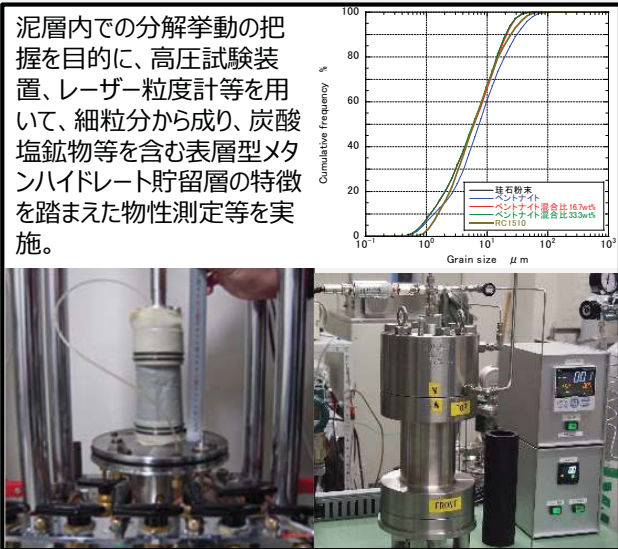 泥層内での分解挙動の把
握を目的に、高圧試験装
置、レーザー粒度計等を用
いて、細粒分から成り、炭酸
塩鉱物等を含む表層型メタ
ンハイドレート貯留層の特徴
を踏まえた物性測定等を実
施。
Cumulative frequency %
100
80
60
40
20
0
10-1
100
101
102
103
Grain size μm
珪石粉末
ベントナイト
ベントナイト混合比16.7wt%
ベントナイト混合比33.3wt%
RC1510
TOP
FRONT
001